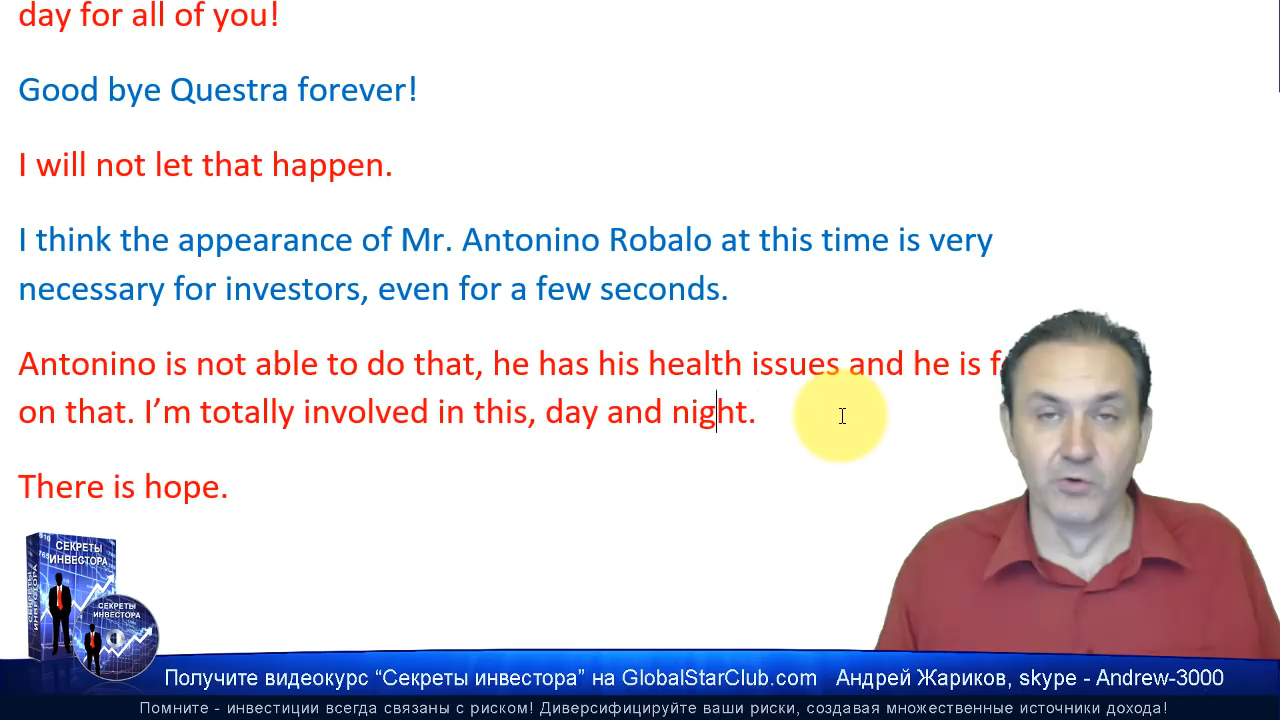 day for all of you!
Good bye Questra forever!
I will not let that happen.
I think the appearance of Mr. Antonino Robalo at this time is very
necessary for investors, even for a few seconds.
Antonino is not able to do that, he has his health issues and he is
on that. I’m totally involved in this, day and night.
There is hope.
СЕКРЕТЫ
ИНВЕСТОРА
СЕКРЕТЫ
ИНВЕСТОРА
Получите видеокурс “Секреты инвестора” на GlobalStarClub.com Андрей Жариков, skype - Andrew-3000
Помните - инвестиции всегда связаны с риском! Диверсифицируйте ваши риски, создавая множественные источники дохода!